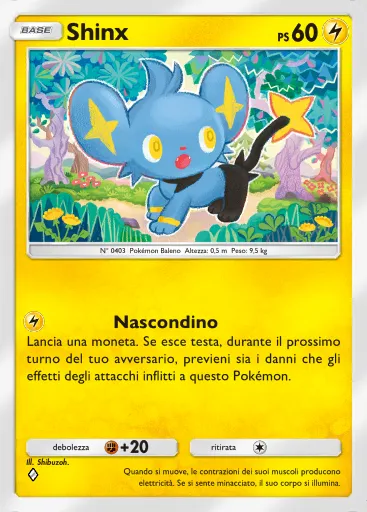 BASE Shinx PS 60
N° 0403 Pokémon Baleno Altezza: 0,5 m Peso: 9,5 kg
Nascondino
Lancia una moneta. Se esce testa, durante il prossimo
turno del tuo avversario, previeni sia i danni che gli
effetti degli attacchi inflitti a questo Pokémon.
debolezza +20 ritirata
Ill. Shibuzoh.
Quando si muove, le contrazioni dei suoi muscoli producono
elettricità. Se si sente minacciato, il suo corpo si illumina.